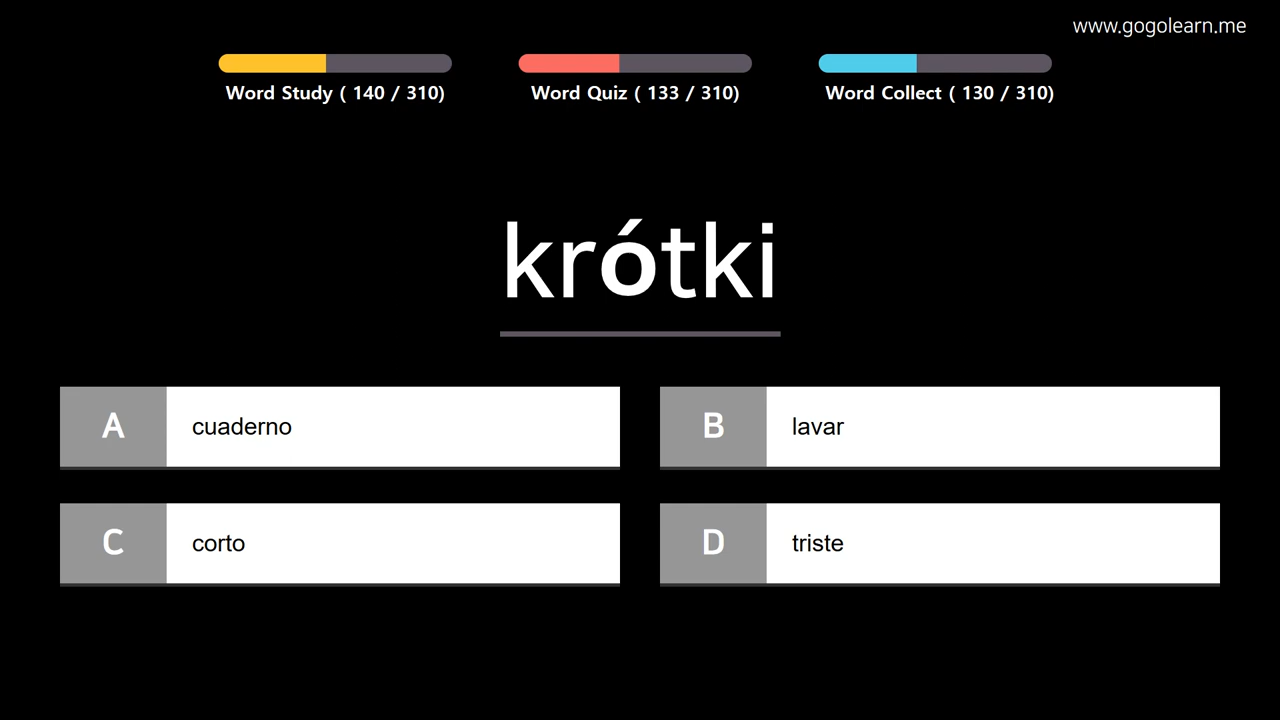 www.gogolearn.me
Word Study ( 140 / 310)
Word Quiz ( 133 / 310)
Word Collect ( 130 / 310)
krótki
A cuaderno
B lavar
C corto
D triste